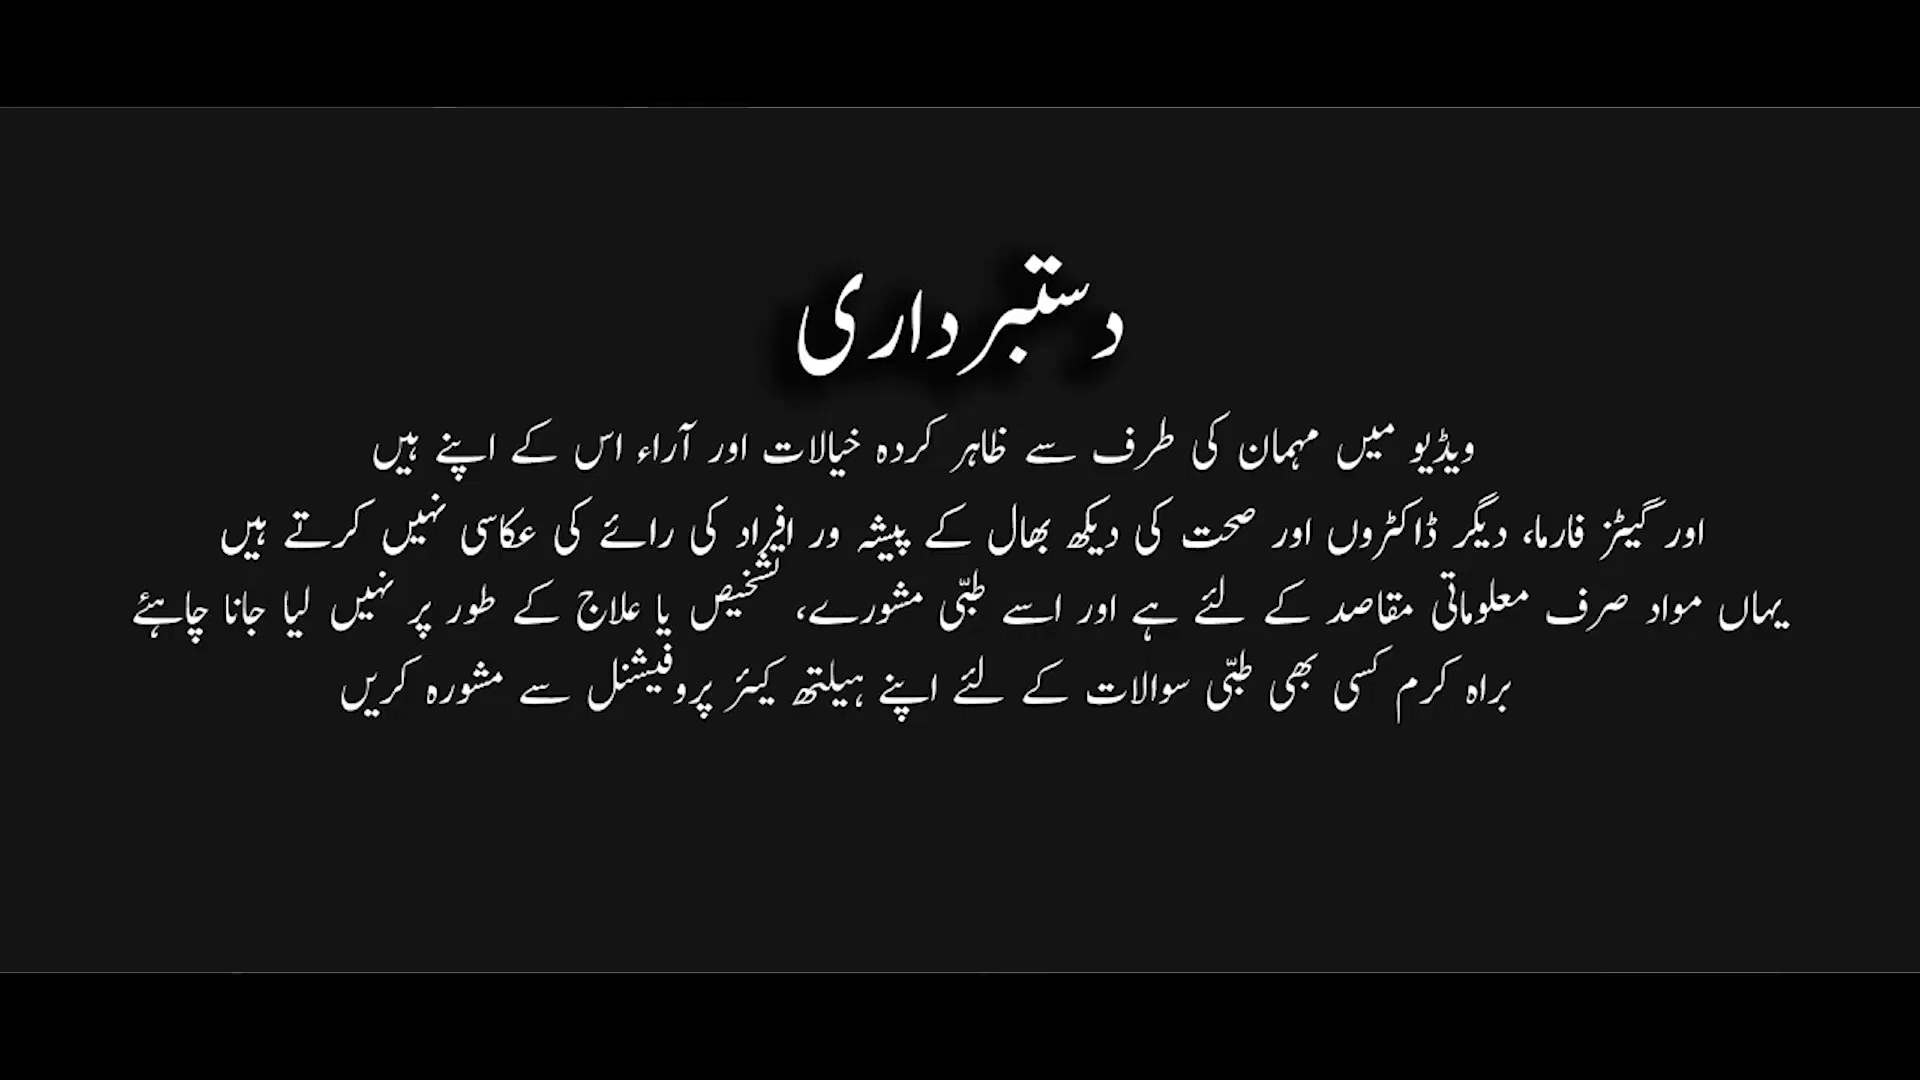 دستبرداری
ویڈیو میں مہمان کی طرف سے ظاہر کردہ خیالات اور آراء اس کے اپنے ہیں
اور گیٹز فارما، دیگر ڈاکٹروں اور صحت کی دیکھ بھال کے پیشہ ور افراد کی رائے کی عکاسی نہیں کرتے ہیں
یہاں مواد صرف معلوماتی مقاصد کے لئے ہے اور اسے طبّی مشورے، تشخیص یا علاج کے طور پر نہیں لیا جانا چاہئے
براہ کرم کسی بھی طبّی سوالات کے لئے اپنے ہیلتھ کیئر پروفیشنل سے مشورہ کریں